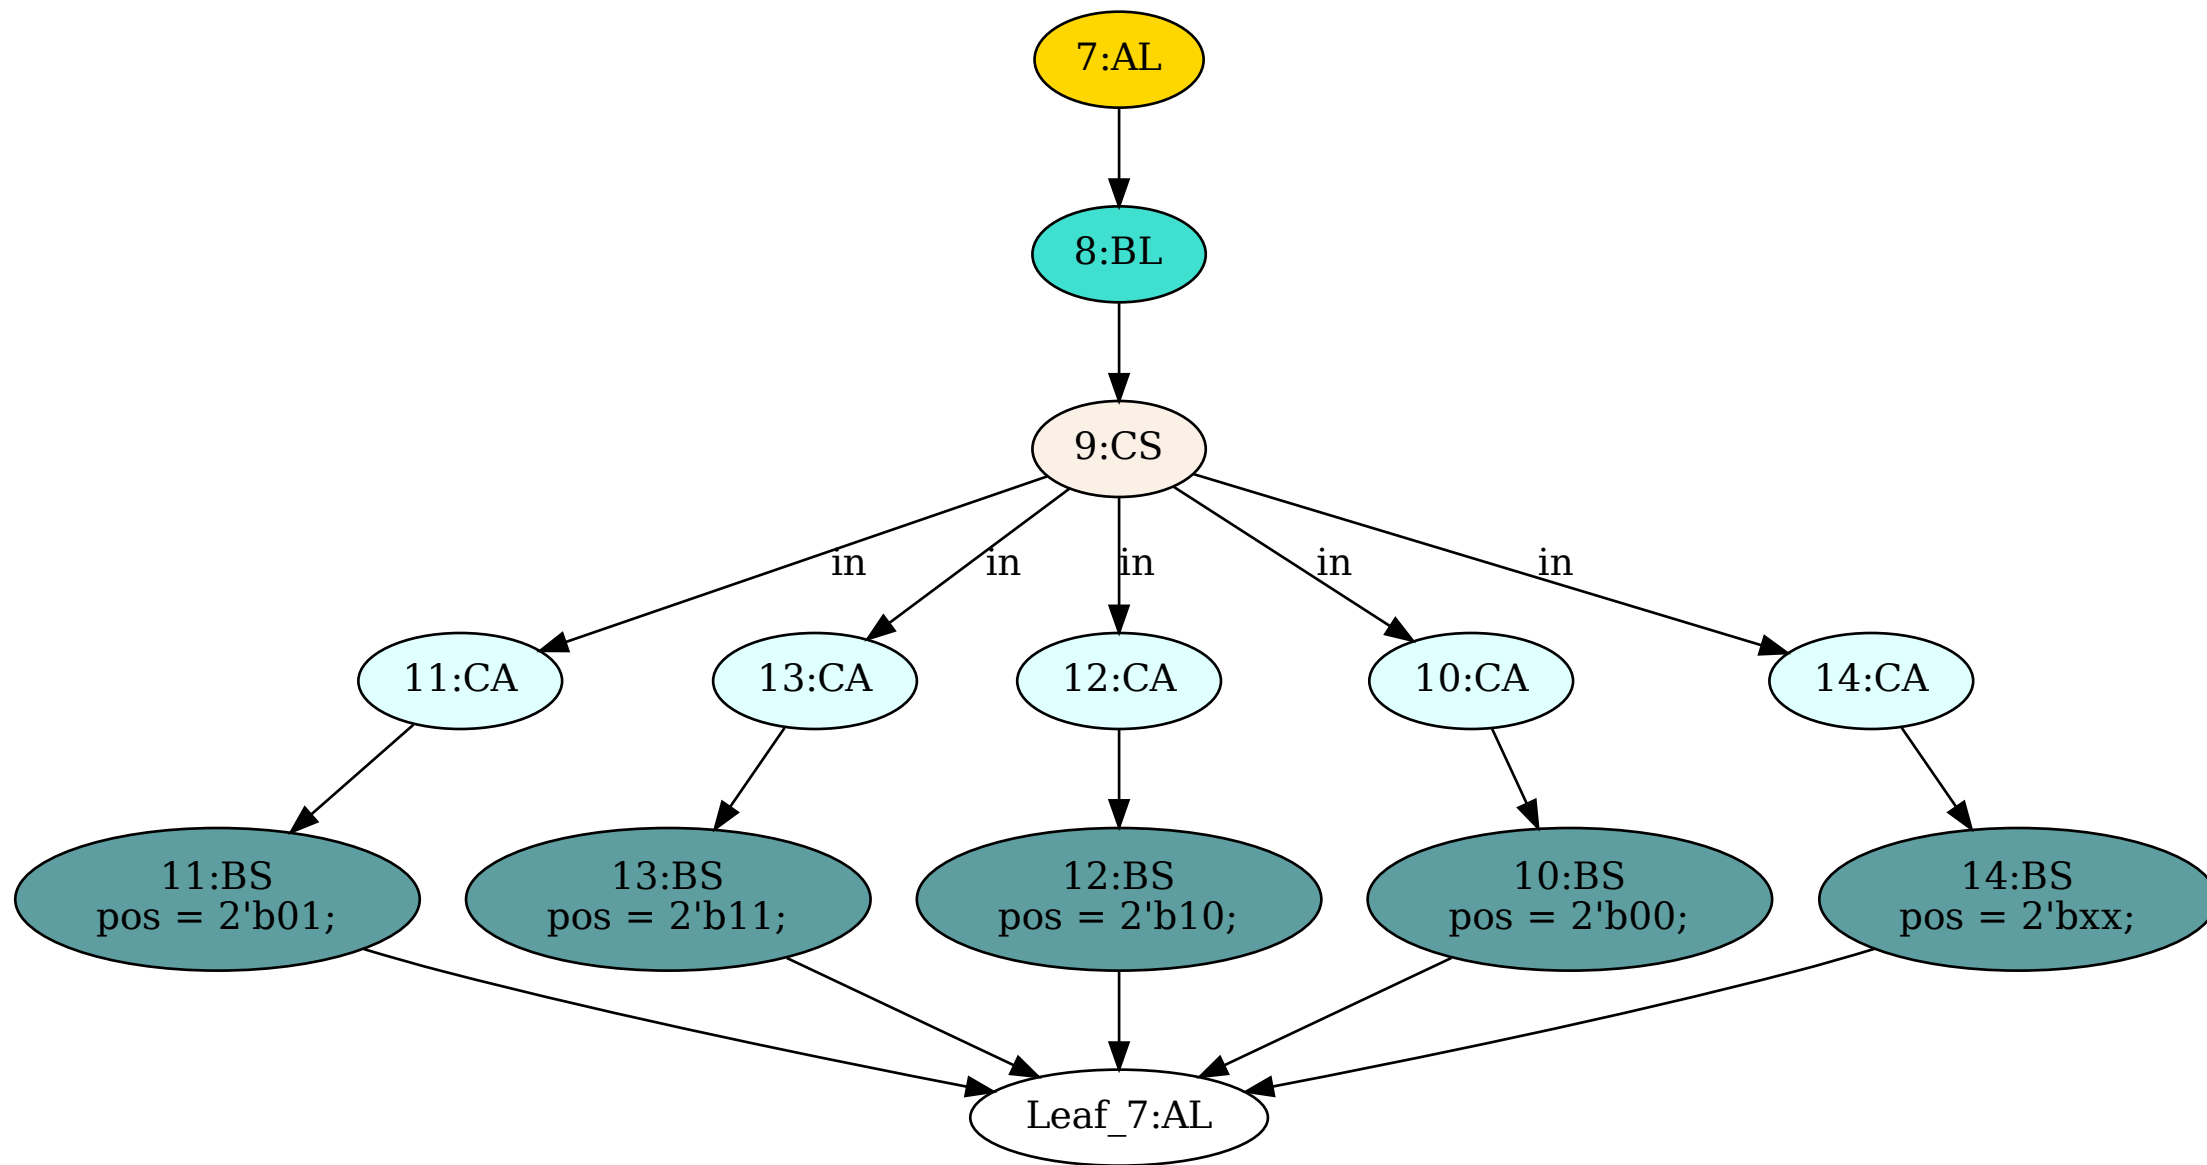 7:AL
8:BL
9:CS
in
in
in
in
in
11:CA
13:CA
12:CA
10:CA
14:CA
11:BS
pos = 2'b01;
13:BS
pos = 2'b11;
12:BS
pos = 2'b10;
10:BS
pos = 2'b00;
14:BS
pos = 2'bxx;
Leaf_7:AL